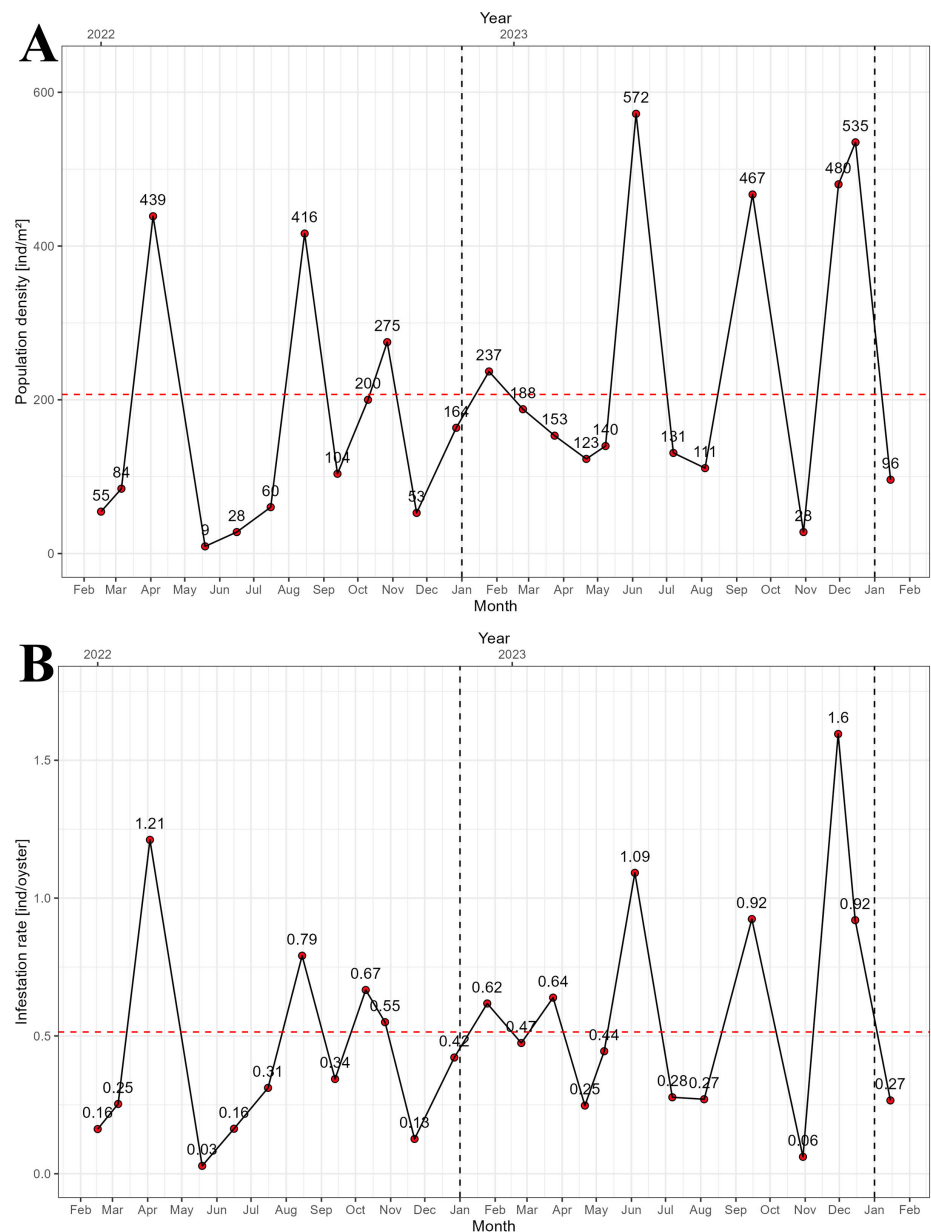 A
Year
2022 2023
Population density [ind/m²]
600
400
200
0
55 84 439 9 28 60 416 104 200 275 53 164 237 188 153 123 140 572 131 111 467 28 480 535 96
Feb Mar Apr May Jun Jul Aug Sep Oct Nov Dec Jan Feb Mar Apr May Jun Jul Aug Sep Oct Nov Dec Jan Feb
Month
B
Year
2022 2023
Infestation rate [ind/oyster]
1.5
1.0
0.5
0.0
0.16 0.25 1.21 0.03 0.16 0.31 0.79 0.34 0.67 0.55 0.13 0.42 0.62 0.47 0.64 0.25 0.44 1.09 0.28 0.27 0.92 0.06 1.6 0.92 0.27
Feb Mar Apr May Jun Jul Aug Sep Oct Nov Dec Jan Feb Mar Apr May Jun Jul Aug Sep Oct Nov Dec Jan Feb
Month